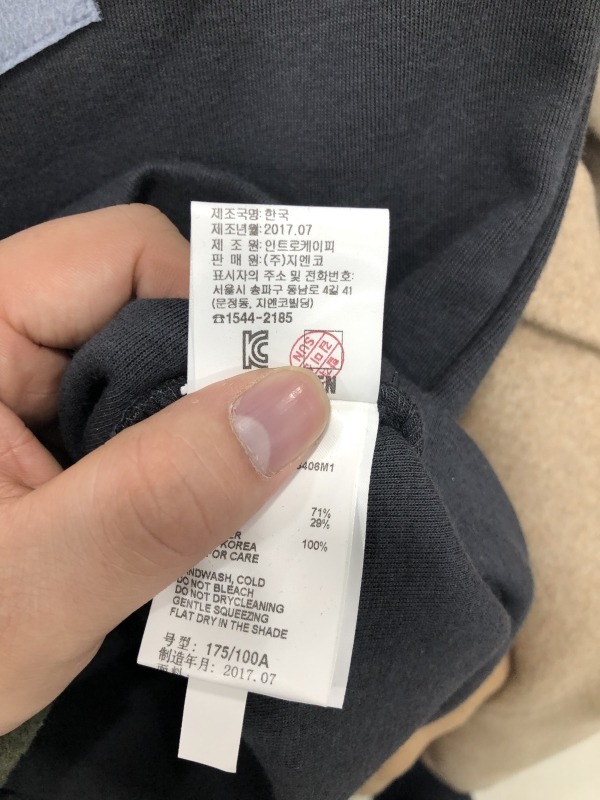 제조국명:한국
제조년월:2017.07
제 조 원:인트로케이피
판 매 원:(주)지엔코
표시자의 주소 및 전화번호:
서울시 송파구 동남로 4길 41
(문정동, 지엔코빌딩)
☎1544-2185
71%
29%
KOREA 100%
FOR CARE
HANDWASH, COLD
DO NOT BLEACH
DO NOT DRYCLEANING
GENTLE SQUEEZING
FLAT DRY IN THE SHADE
号型: 175/100A
制造年月: 2017.07